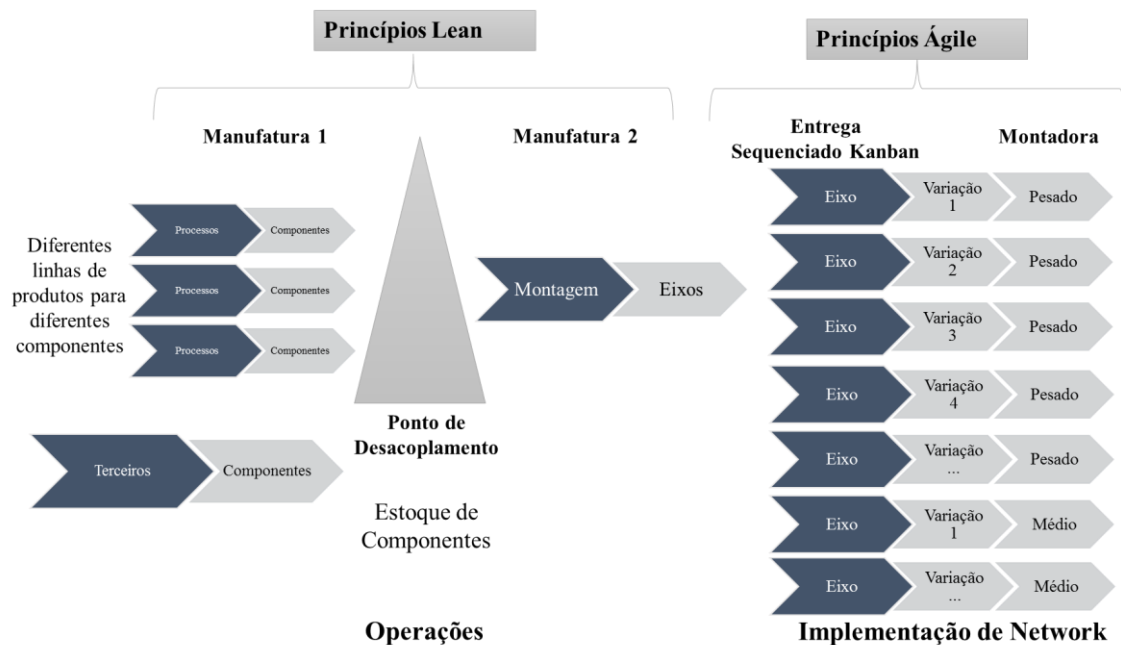 Princípios Lean
Princípios Ágile
Manufatura 1
Manufatura 2
Entrega
Sequenciado Kanban
Montadora
Diferentes
linhas de
produtos para
diferentes
componentes
Processos
Componentes
Processos
Componentes
Processos
Componentes
Terceiros
Componentes
Ponto de
Desacoplamento
Estoque de
Componentes
Montagem
Eixos
Eixo
Variação
1
Pesado
Eixo
Variação
2
Pesado
Eixo
Variação
3
Pesado
Eixo
Variação
4
Pesado
Eixo
Variação
...
Pesado
Eixo
Variação
1
Médio
Eixo
Variação
...
Médio
Operações
Implementação de Network